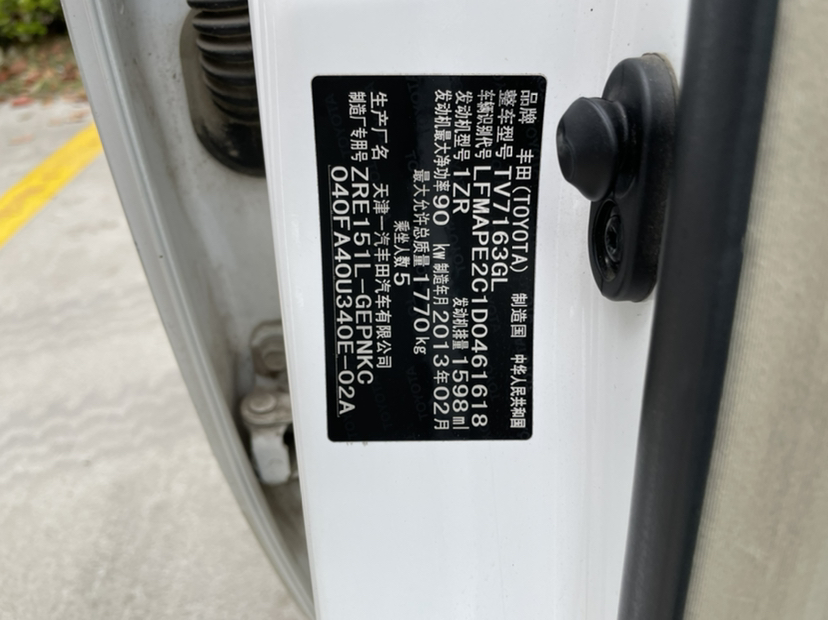 品牌 丰田(TOYOTA) 制造国 中华人民共和国
整车型号 TV7163GL
车辆识别代号 LFMAPE2C1D0461618
发动机型号 1ZR 发动机排量 1598ml
发动机最大净功率 90 kw 制造年月 2013年02月
最大允许总质量 1770kg
乘坐人数 5
生产厂名 天津一汽丰田汽车有限公司
制造厂专用号 ZRE151L-GEPNKC
040FA40U340E-02A